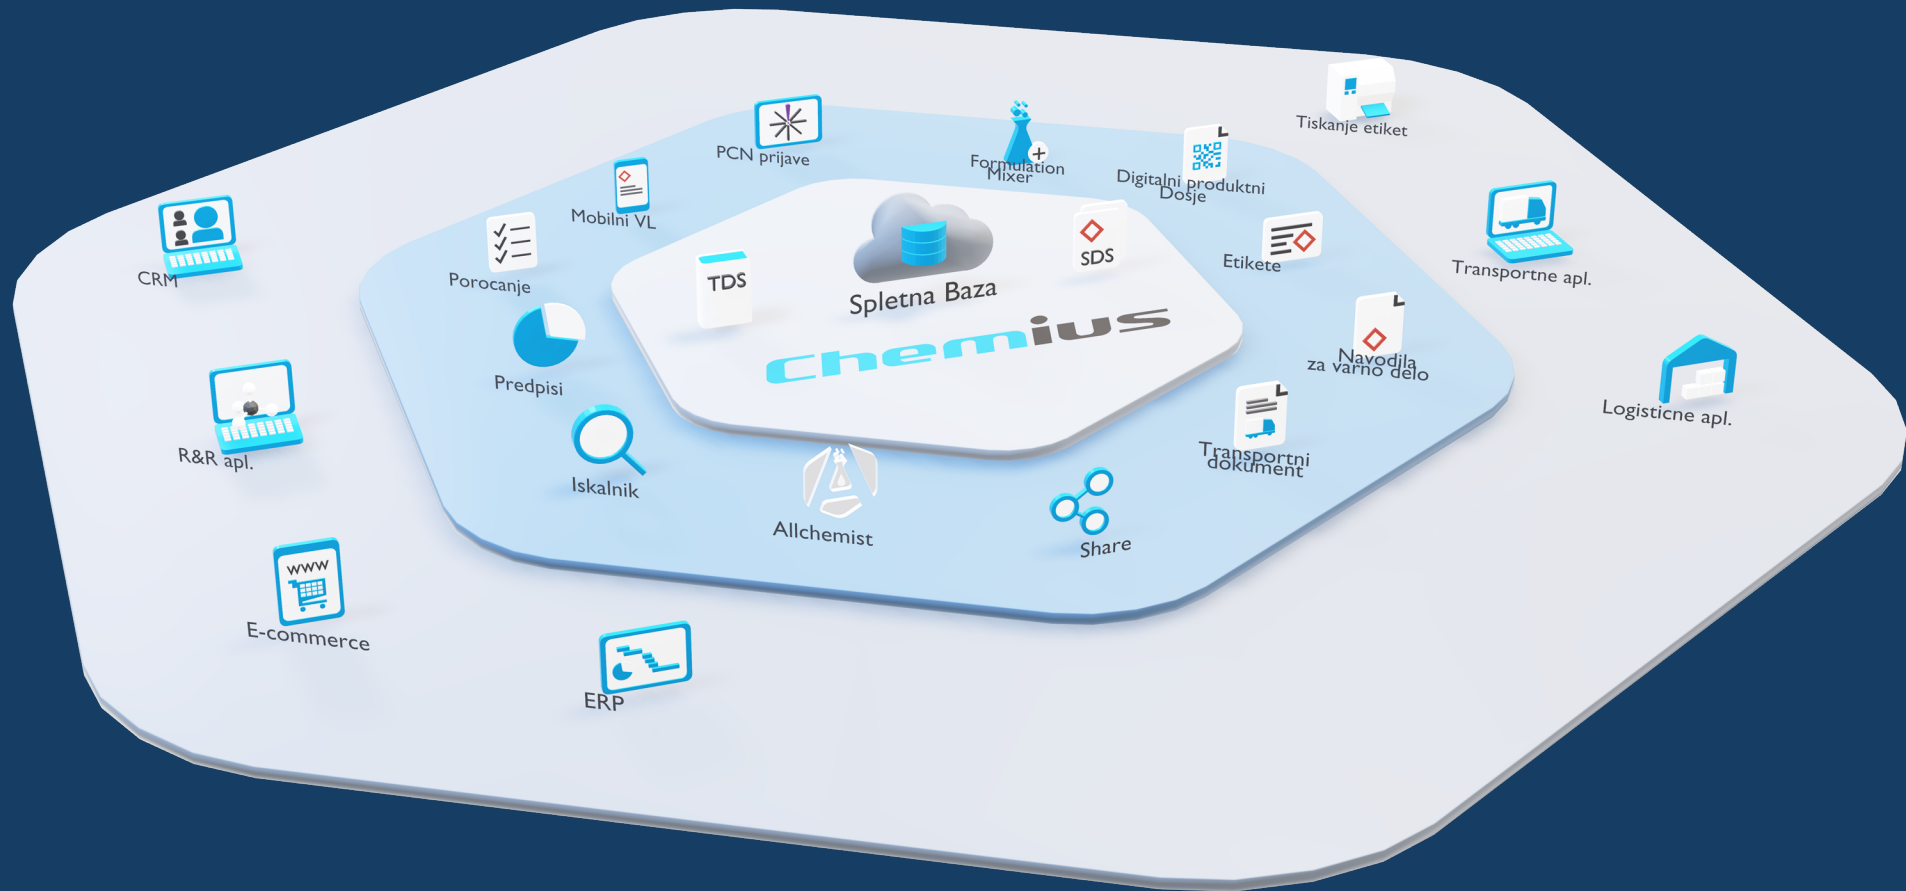 Tiskanje etiket
PCN prijave
Formulation
Mixer
Digitalni produktni
Dosje
Mobilni VL
CRM
Porocanje
TDS
Spletna Baza
SDS
Etikete
Transportne apl.
chemius
Predpisi
Navodila
za varno delo
Logisticne apl.
R&R apl.
Iskalnik
Allchemist
Transportni
dokument
Share
www
E-commerce
ERP